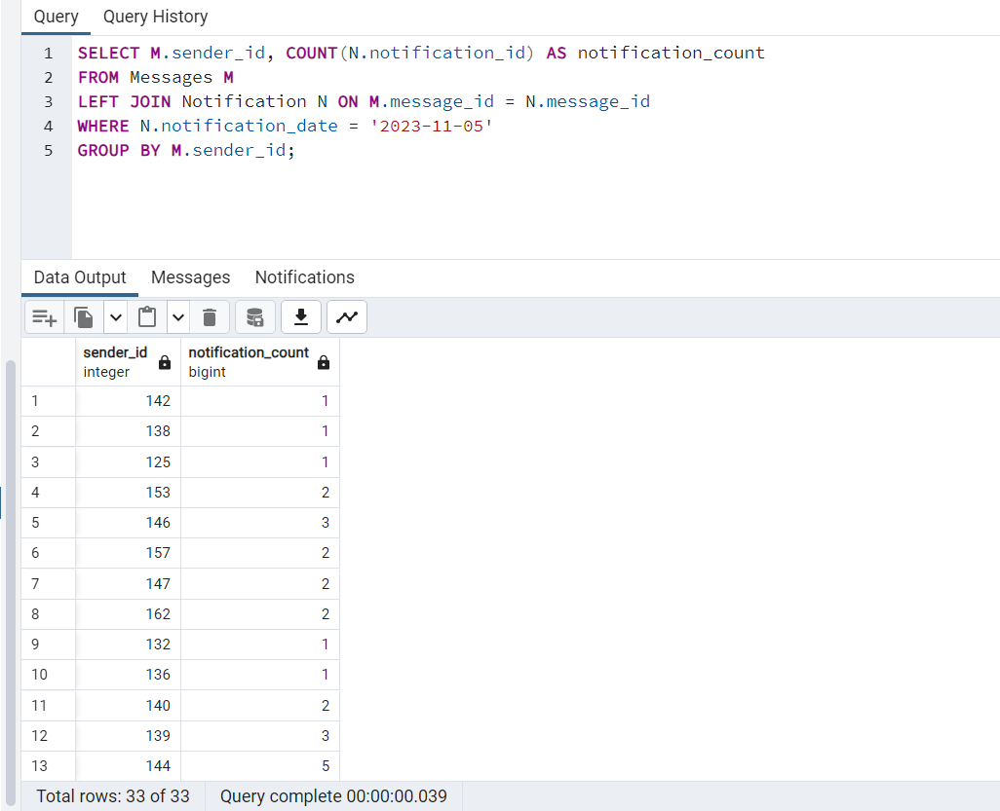 Query Query History
1 SELECT M.sender_id, COUNT(N.notification_id) AS notification_count
2 FROM Messages M
3 LEFT JOIN Notification N ON M.message_id = N.message_id
4 WHERE N.notification_date = '2023-11-05'
5 GROUP BY M.sender_id;
Data Output Messages Notifications
sender_id notification_count
integer bigint
1 142 1
2 138 1
3 125 1
4 153 2
5 146 3
6 157 2
7 147 2
8 162 2
9 132 1
10 136 1
11 140 2
12 139 3
13 144 5
Total rows: 33 of 33 Query complete 00:00:00.039